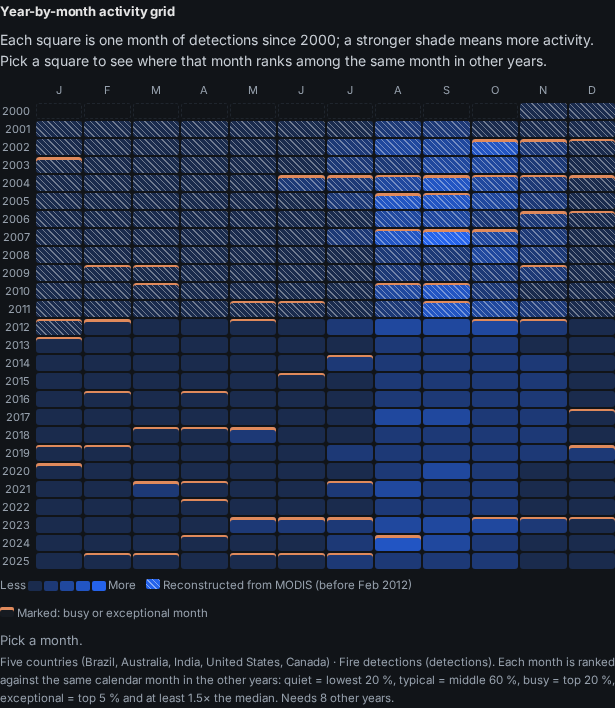 Year-by-month activity grid
Each square is one month of detections since 2000; a stronger shade means more activity.
Pick a square to see where that month ranks among the same month in other years.
J F M A M J J A S O N D
2000
2001
2002
2003
2004
2005
2006
2007
2008
2009
2010
2011
2012
2013
2014
2015
2016
2017
2018
2019
2020
2021
2022
2023
2024
2025
Less More Reconstructed from MODIS (before Feb 2012)
Marked: busy or exceptional month
Pick a month.
Five countries (Brazil, Australia, India, United States, Canada) · Fire detections (detections). Each month is ranked
against the same calendar month in the other years: quiet = lowest 20 %, typical = middle 60 %, busy = top 20 %,
exceptional = top 5 % and at least 1.5× the median. Needs 8 other years.